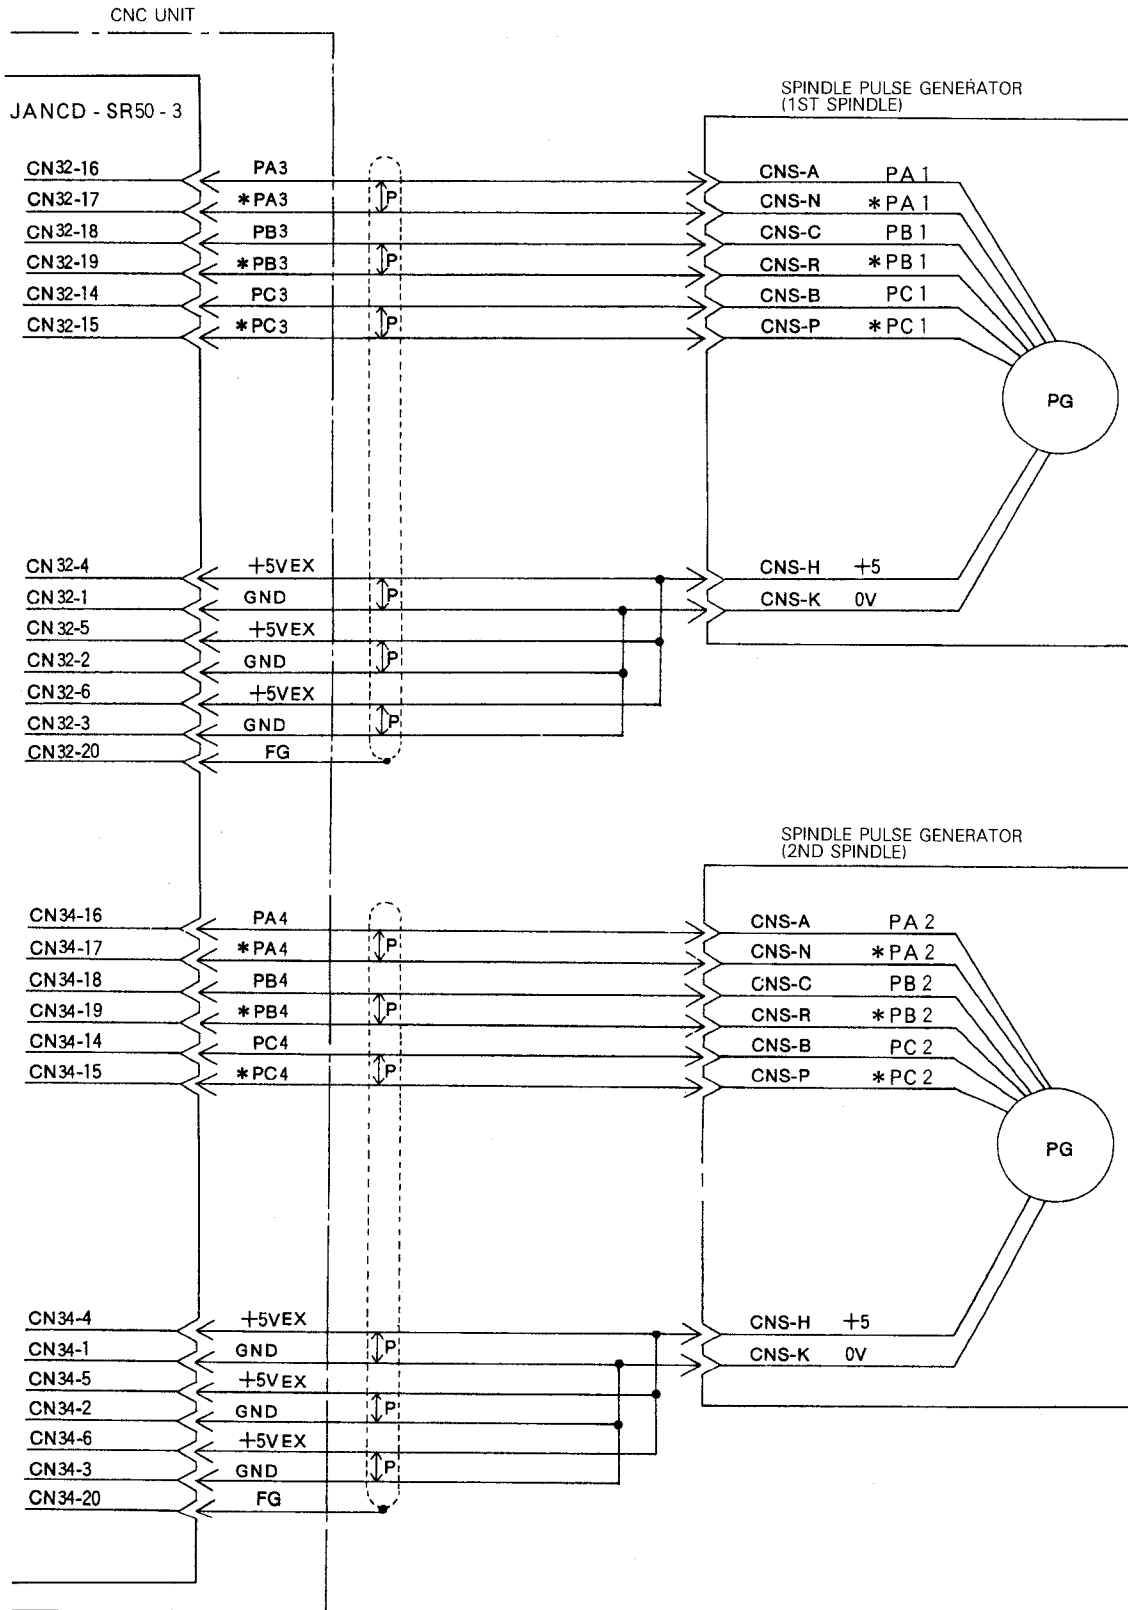 CNC UNIT
JANCD - SR50 - 3
SPINDLE PULSE GENERATOR
(1ST SPINDLE)
CN32-16 PA3 P CNS-A PA 1
CN32-17 *PA3 CNS-N *PA 1
CN32-18 PB3 P CNS-C PB 1
CN32-19 *PB3 CNS-R *PB 1
CN32-14 PC3 P CNS-B PC 1
CN32-15 *PC3 CNS-P *PC 1
PG
CN32-4 +5VEX P CNS-H +5
CN32-1 GND CNS-K 0V
CN32-5 +5VEX P
CN32-2 GND
CN32-6 +5VEX P
CN32-3 GND
CN32-20 FG
SPINDLE PULSE GENERATOR
(2ND SPINDLE)
CN34-16 PA4 P CNS-A PA 2
CN34-17 *PA4 CNS-N *PA 2
CN34-18 PB4 P CNS-C PB 2
CN34-19 *PB4 CNS-R *PB 2
CN34-14 PC4 P CNS-B PC 2
CN34-15 *PC4 CNS-P *PC 2
PG
CN34-4 +5VEX P CNS-H +5
CN34-1 GND CNS-K 0V
CN34-5 +5VEX P
CN34-2 GND
CN34-6 +5VEX P
CN34-3 GND
CN34-20 FG